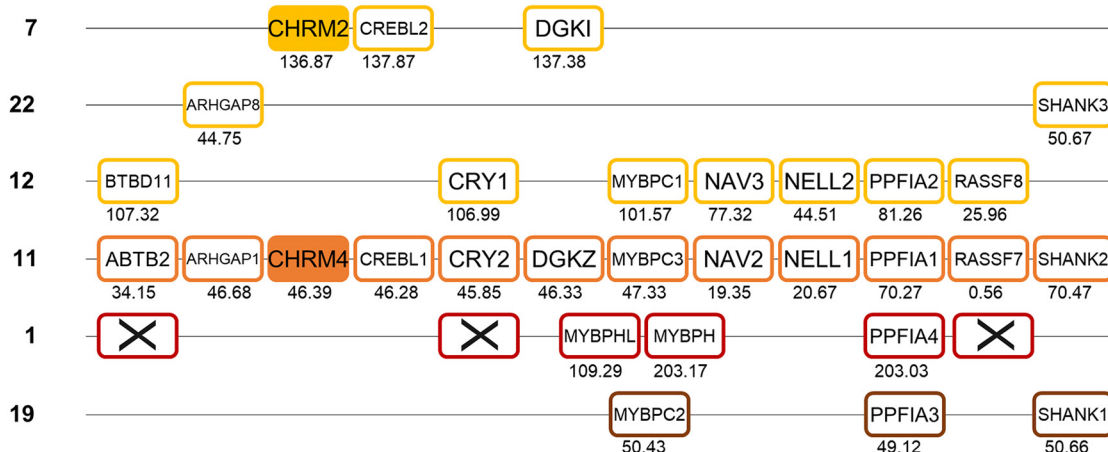 7 CHRM2 CREBL2 DGKI
136.87 137.87 137.38
22 ARHGAP8 SHANK3
44.75 50.67
12 BTBD11 CRY1 MYBPC1 NAV3 NELL2 PPFIA2 RASSF8
107.32 106.99 101.57 77.32 44.51 81.26 25.96
11 ABTB2 ARHGAP1 CHRM4 CREBL1 CRY2 DGKZ MYBPC3 NAV2 NELL1 PPFIA1 RASSF7 SHANK2
34.15 46.68 46.39 46.28 45.85 46.33 47.33 19.35 20.67 70.27 0.56 70.47
1 X X MYBPHL MYBPH PPFIA4 X
109.29 203.17 203.03
19 MYBPC2 PPFIA3 SHANK1
50.43 49.12 50.66